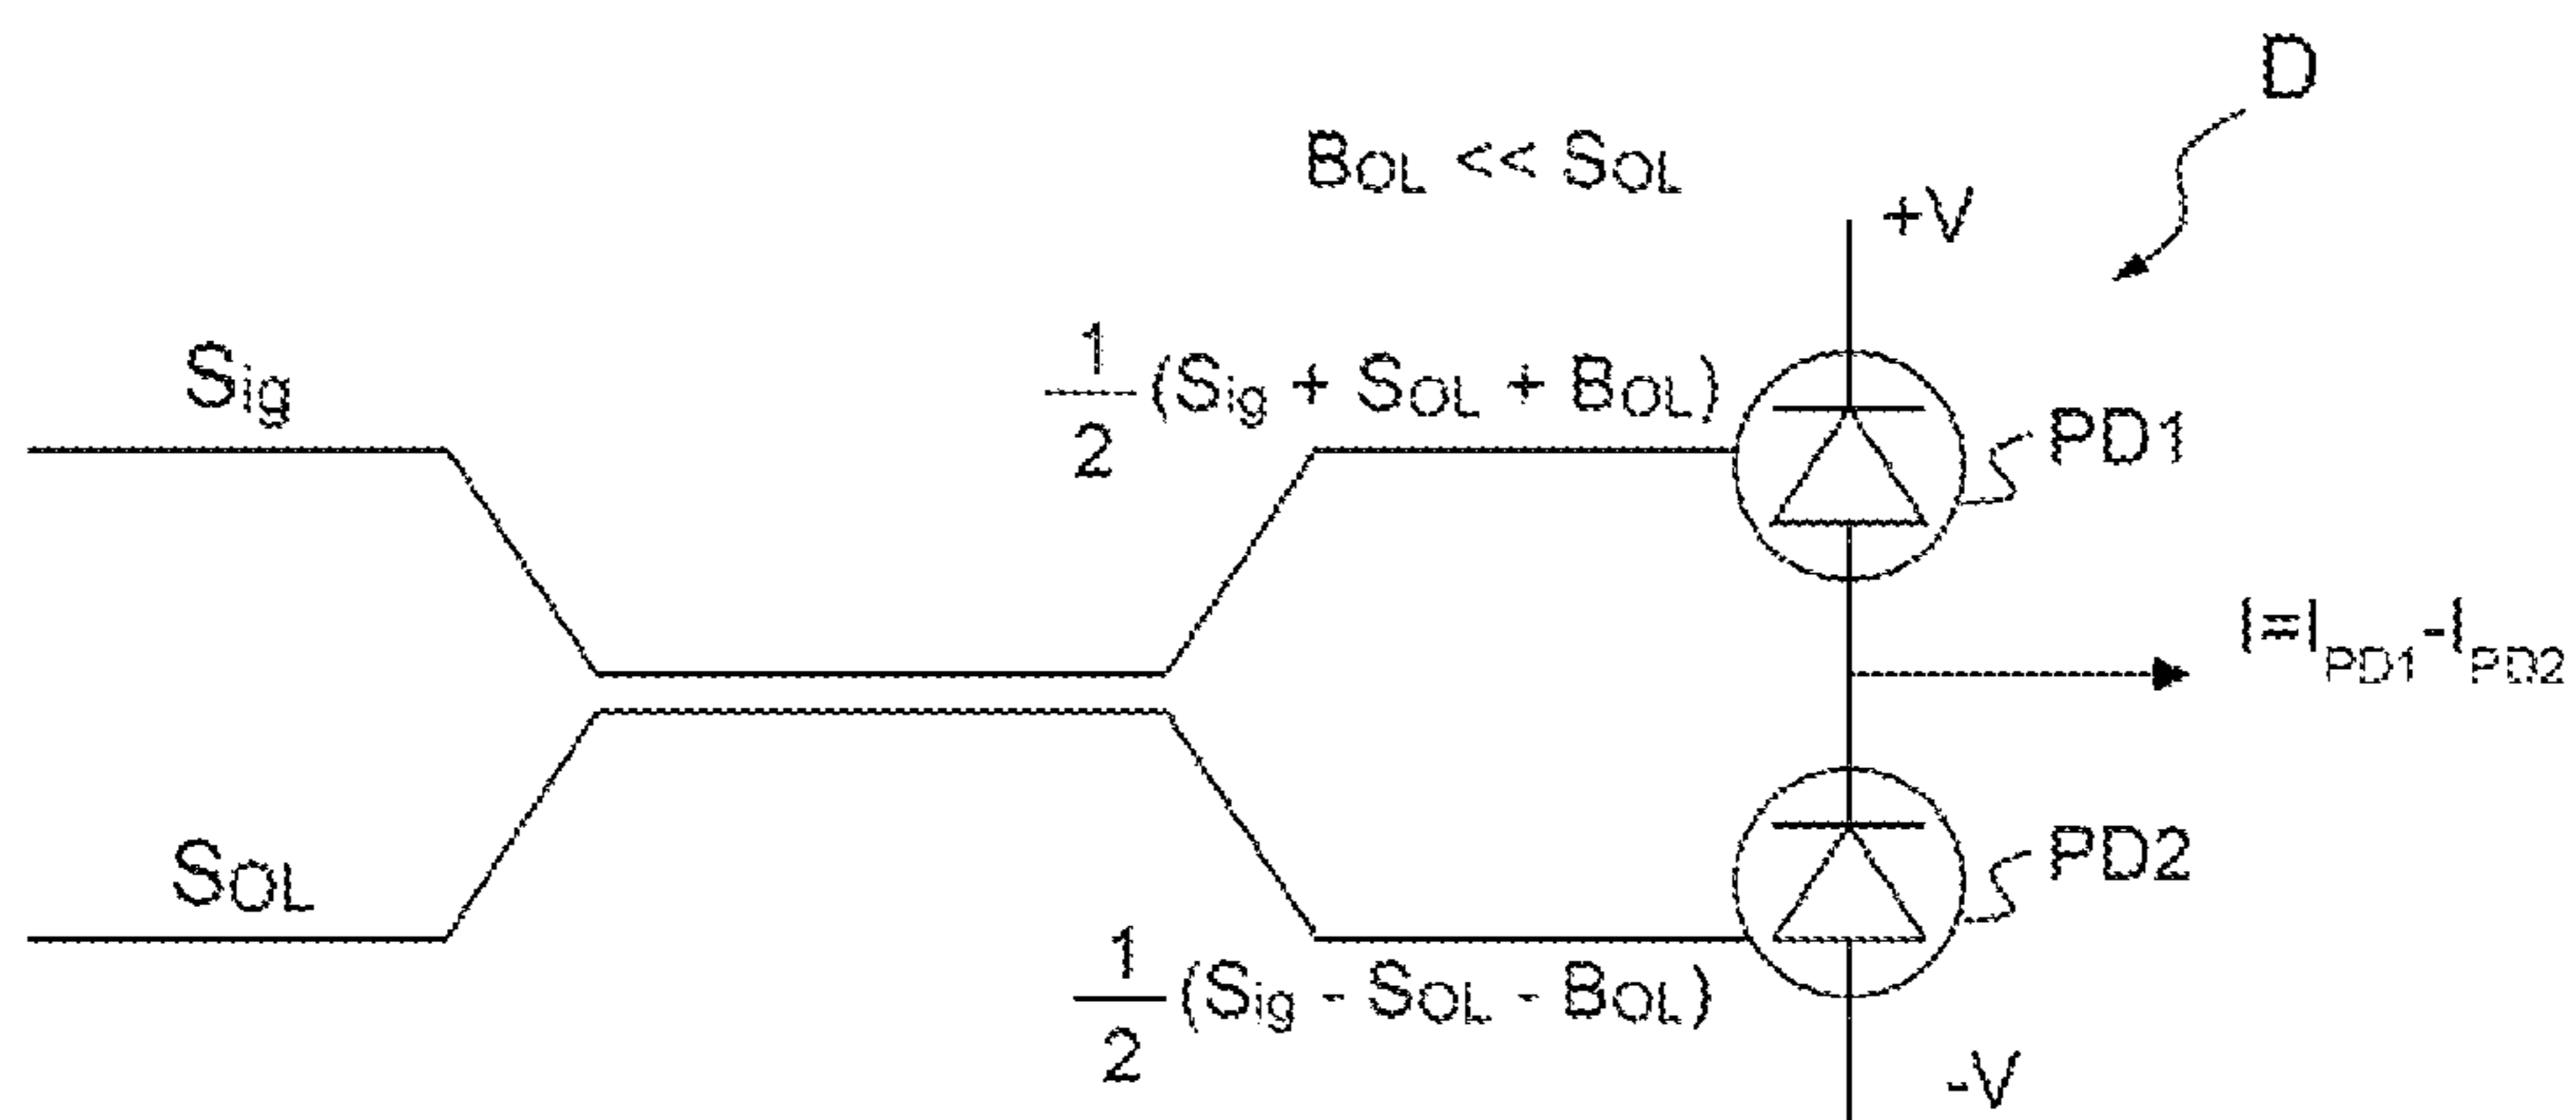 D
BOL << SOL
+V
Sig
1/2 (Sig + SOL + BOL)
PD1
I=IPD1-IPD2
SOL
PD2
1/2 (Sig - SOL - BOL)
-V